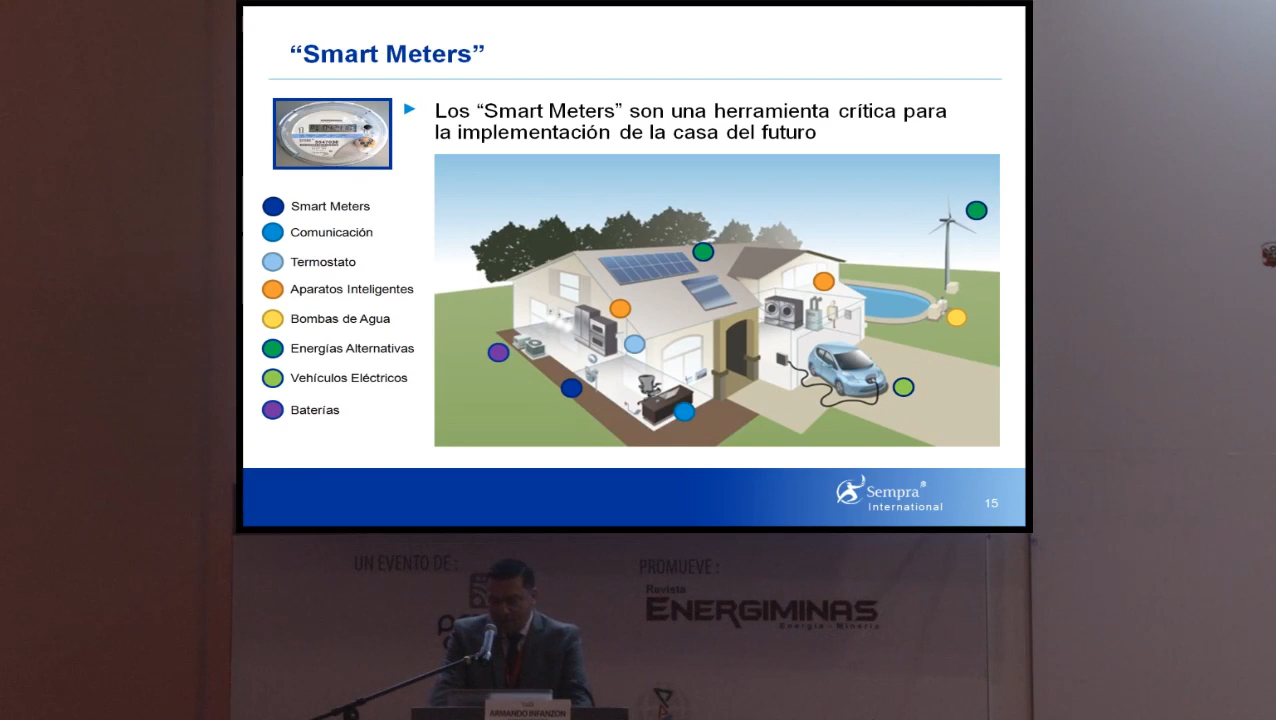 “Smart Meters”
Los “Smart Meters” son una herramienta crítica para
la implementación de la casa del futuro
Smart Meters
Comunicación
Termostato
Aparatos Inteligentes
Bombas de Agua
Energías Alternativas
Vehículos Eléctricos
Baterías
Sempra®
International
15
UN EVENTO DE :
PROMUEVE :
Revista
ENERGIMINAS
Energía - Minería
ARMANDO INFANZON